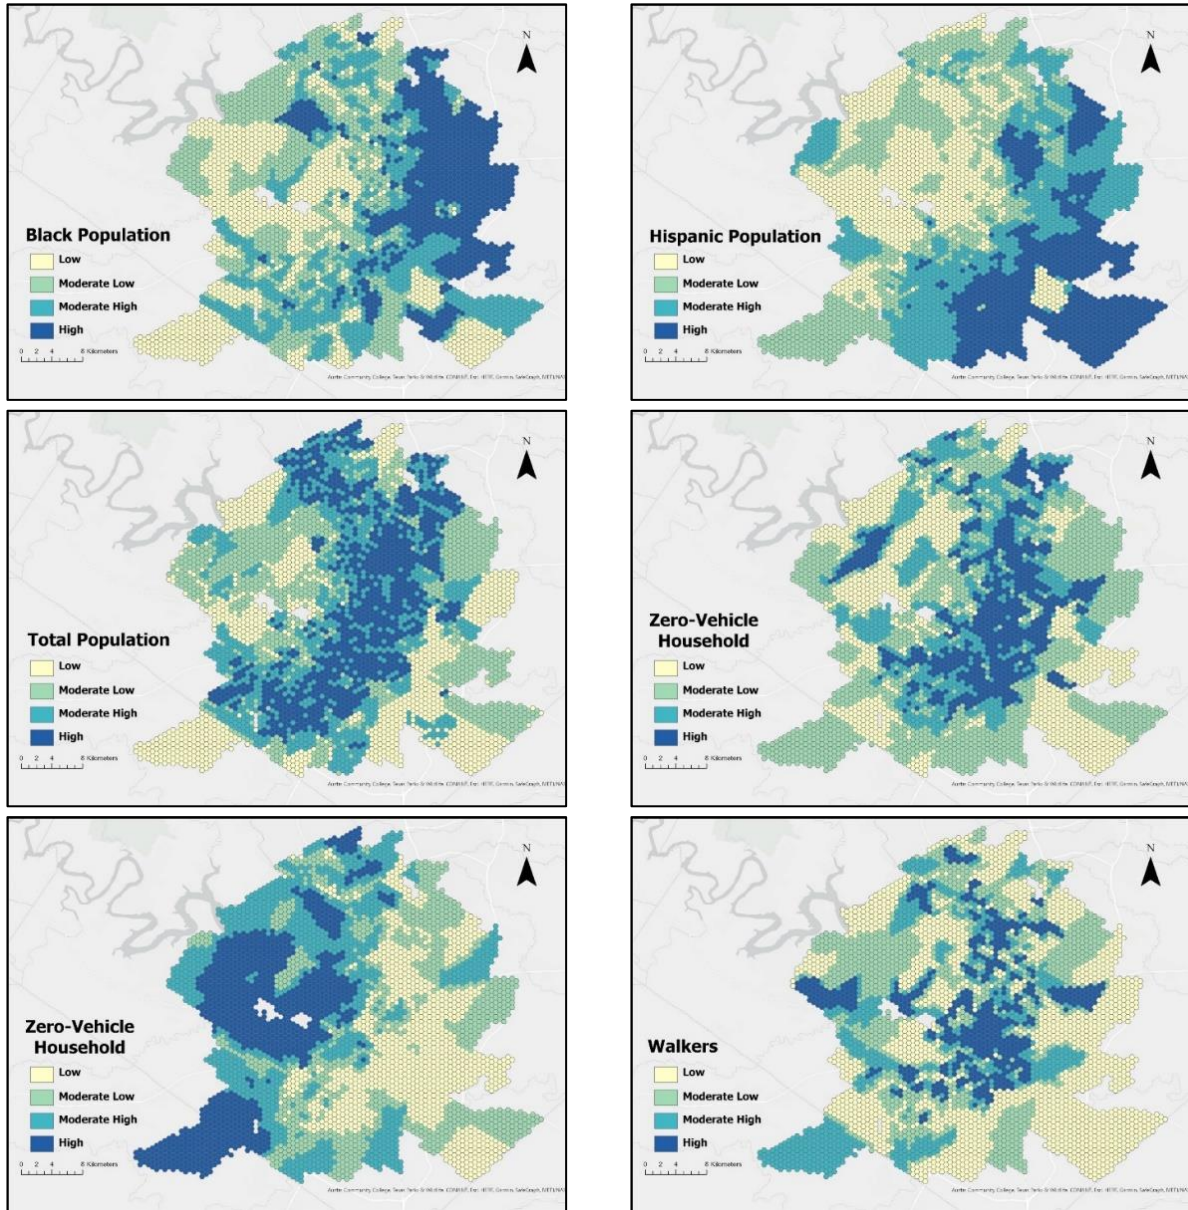 N
Black Population
Low
Moderate Low
Moderate High
High
0 2 4 8 Kilometers
N
Hispanic Population
Low
Moderate Low
Moderate High
High
0 2 4 8 Kilometers
N
Total Population
Low
Moderate Low
Moderate High
High
0 2 4 8 Kilometers
N
Zero-Vehicle
Household
Low
Moderate Low
Moderate High
High
0 2 4 8 Kilometers
N
Zero-Vehicle
Household
Low
Moderate Low
Moderate High
High
0 2 4 8 Kilometers
N
Walkers
Low
Moderate Low
Moderate High
High
0 2 4 8 Kilometers